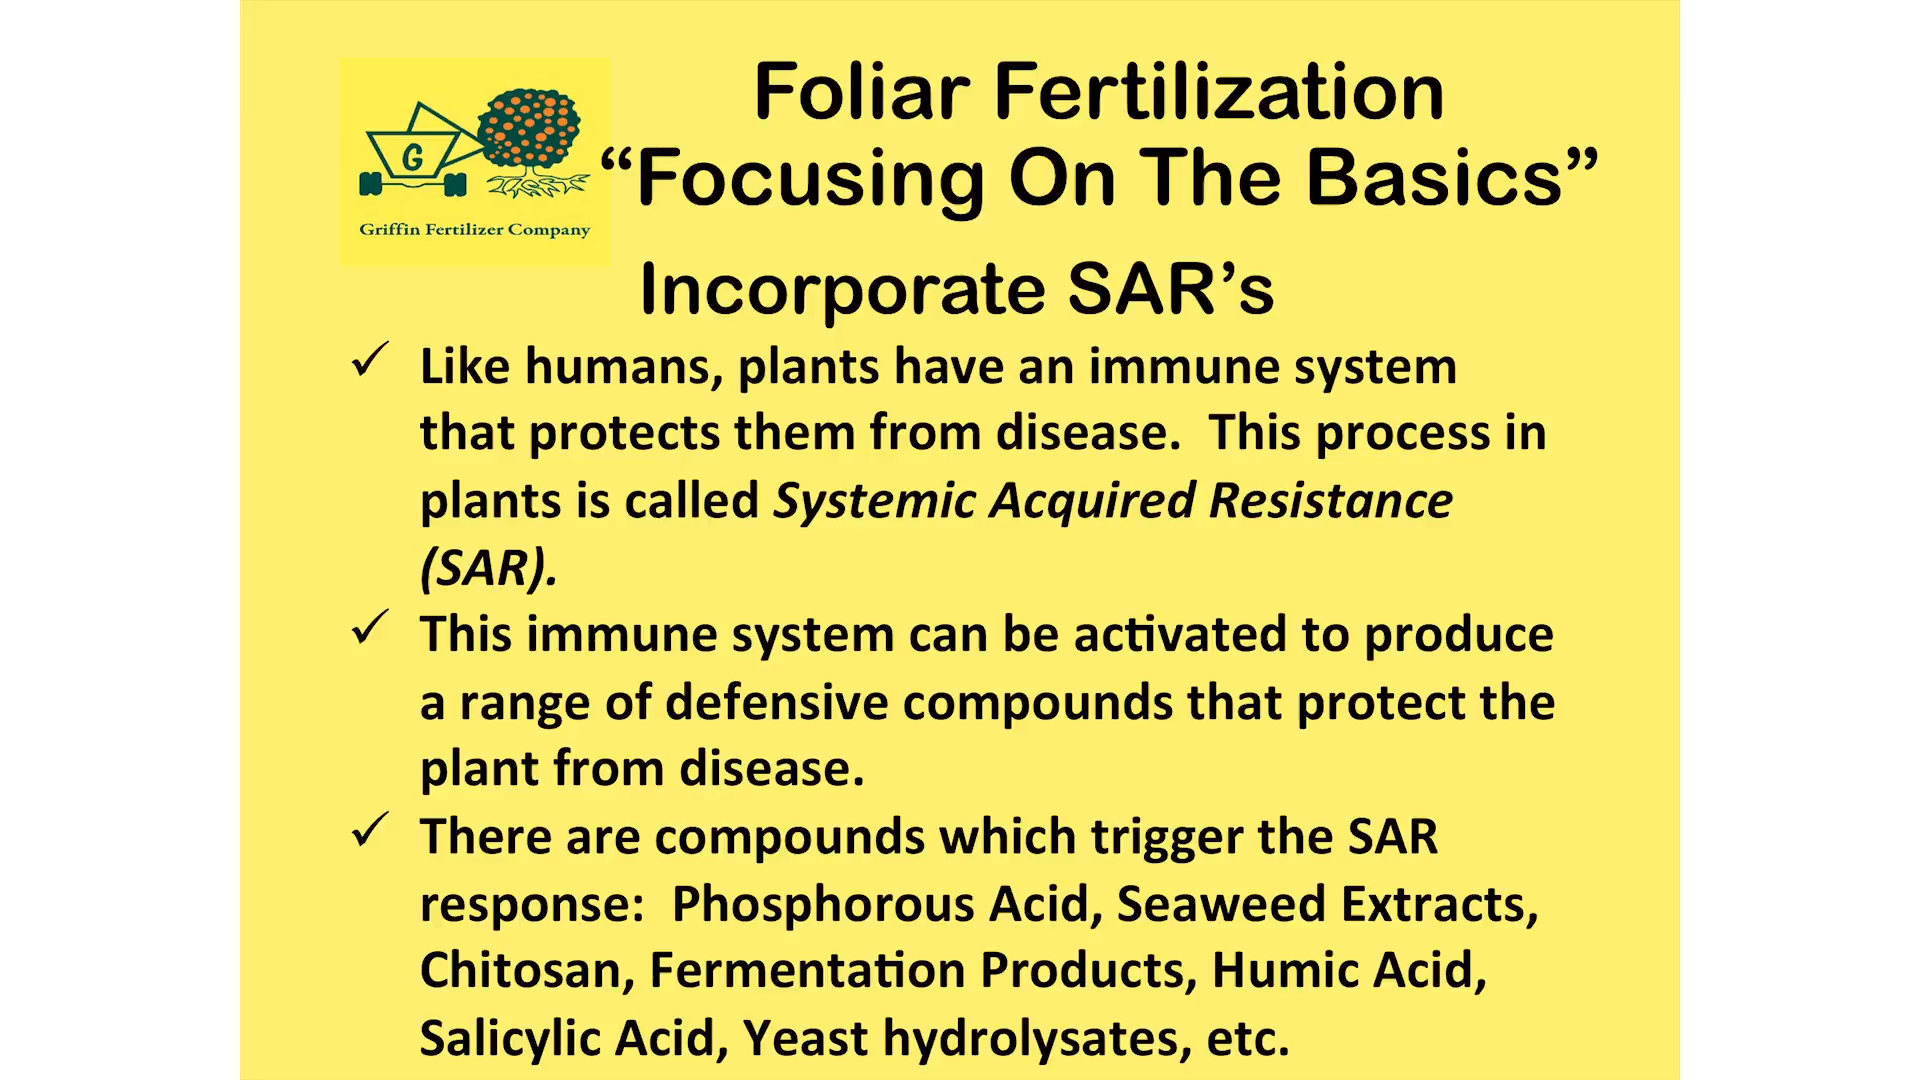 Foliar Fertilization
“Focusing On The Basics”
G
Griffin Fertilizer Company
Incorporate SAR’s
✓ Like humans, plants have an immune system
that protects them from disease.  This process in
plants is called Systemic Acquired Resistance
(SAR).
✓ This immune system can be activated to produce
a range of defensive compounds that protect the
plant from disease.
✓ There are compounds which trigger the SAR
response:  Phosphorous Acid, Seaweed Extracts,
Chitosan, Fermentation Products, Humic Acid,
Salicylic Acid, Yeast hydrolysates, etc.